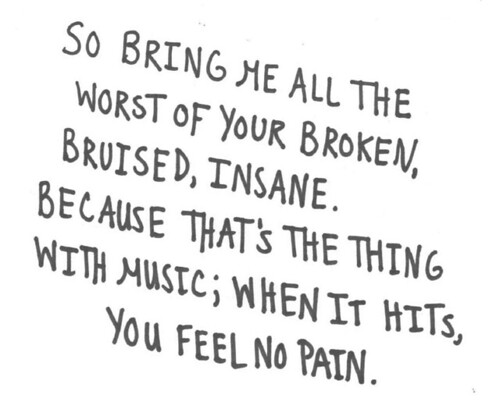 SO BRING ME ALL THE
WORST OF YOUR BROKEN,
BRUISED, INSANE.
BECAUSE THAT'S THE THING
WITH MUSIC; WHEN IT HITS,
YOU FEEL NO PAIN.